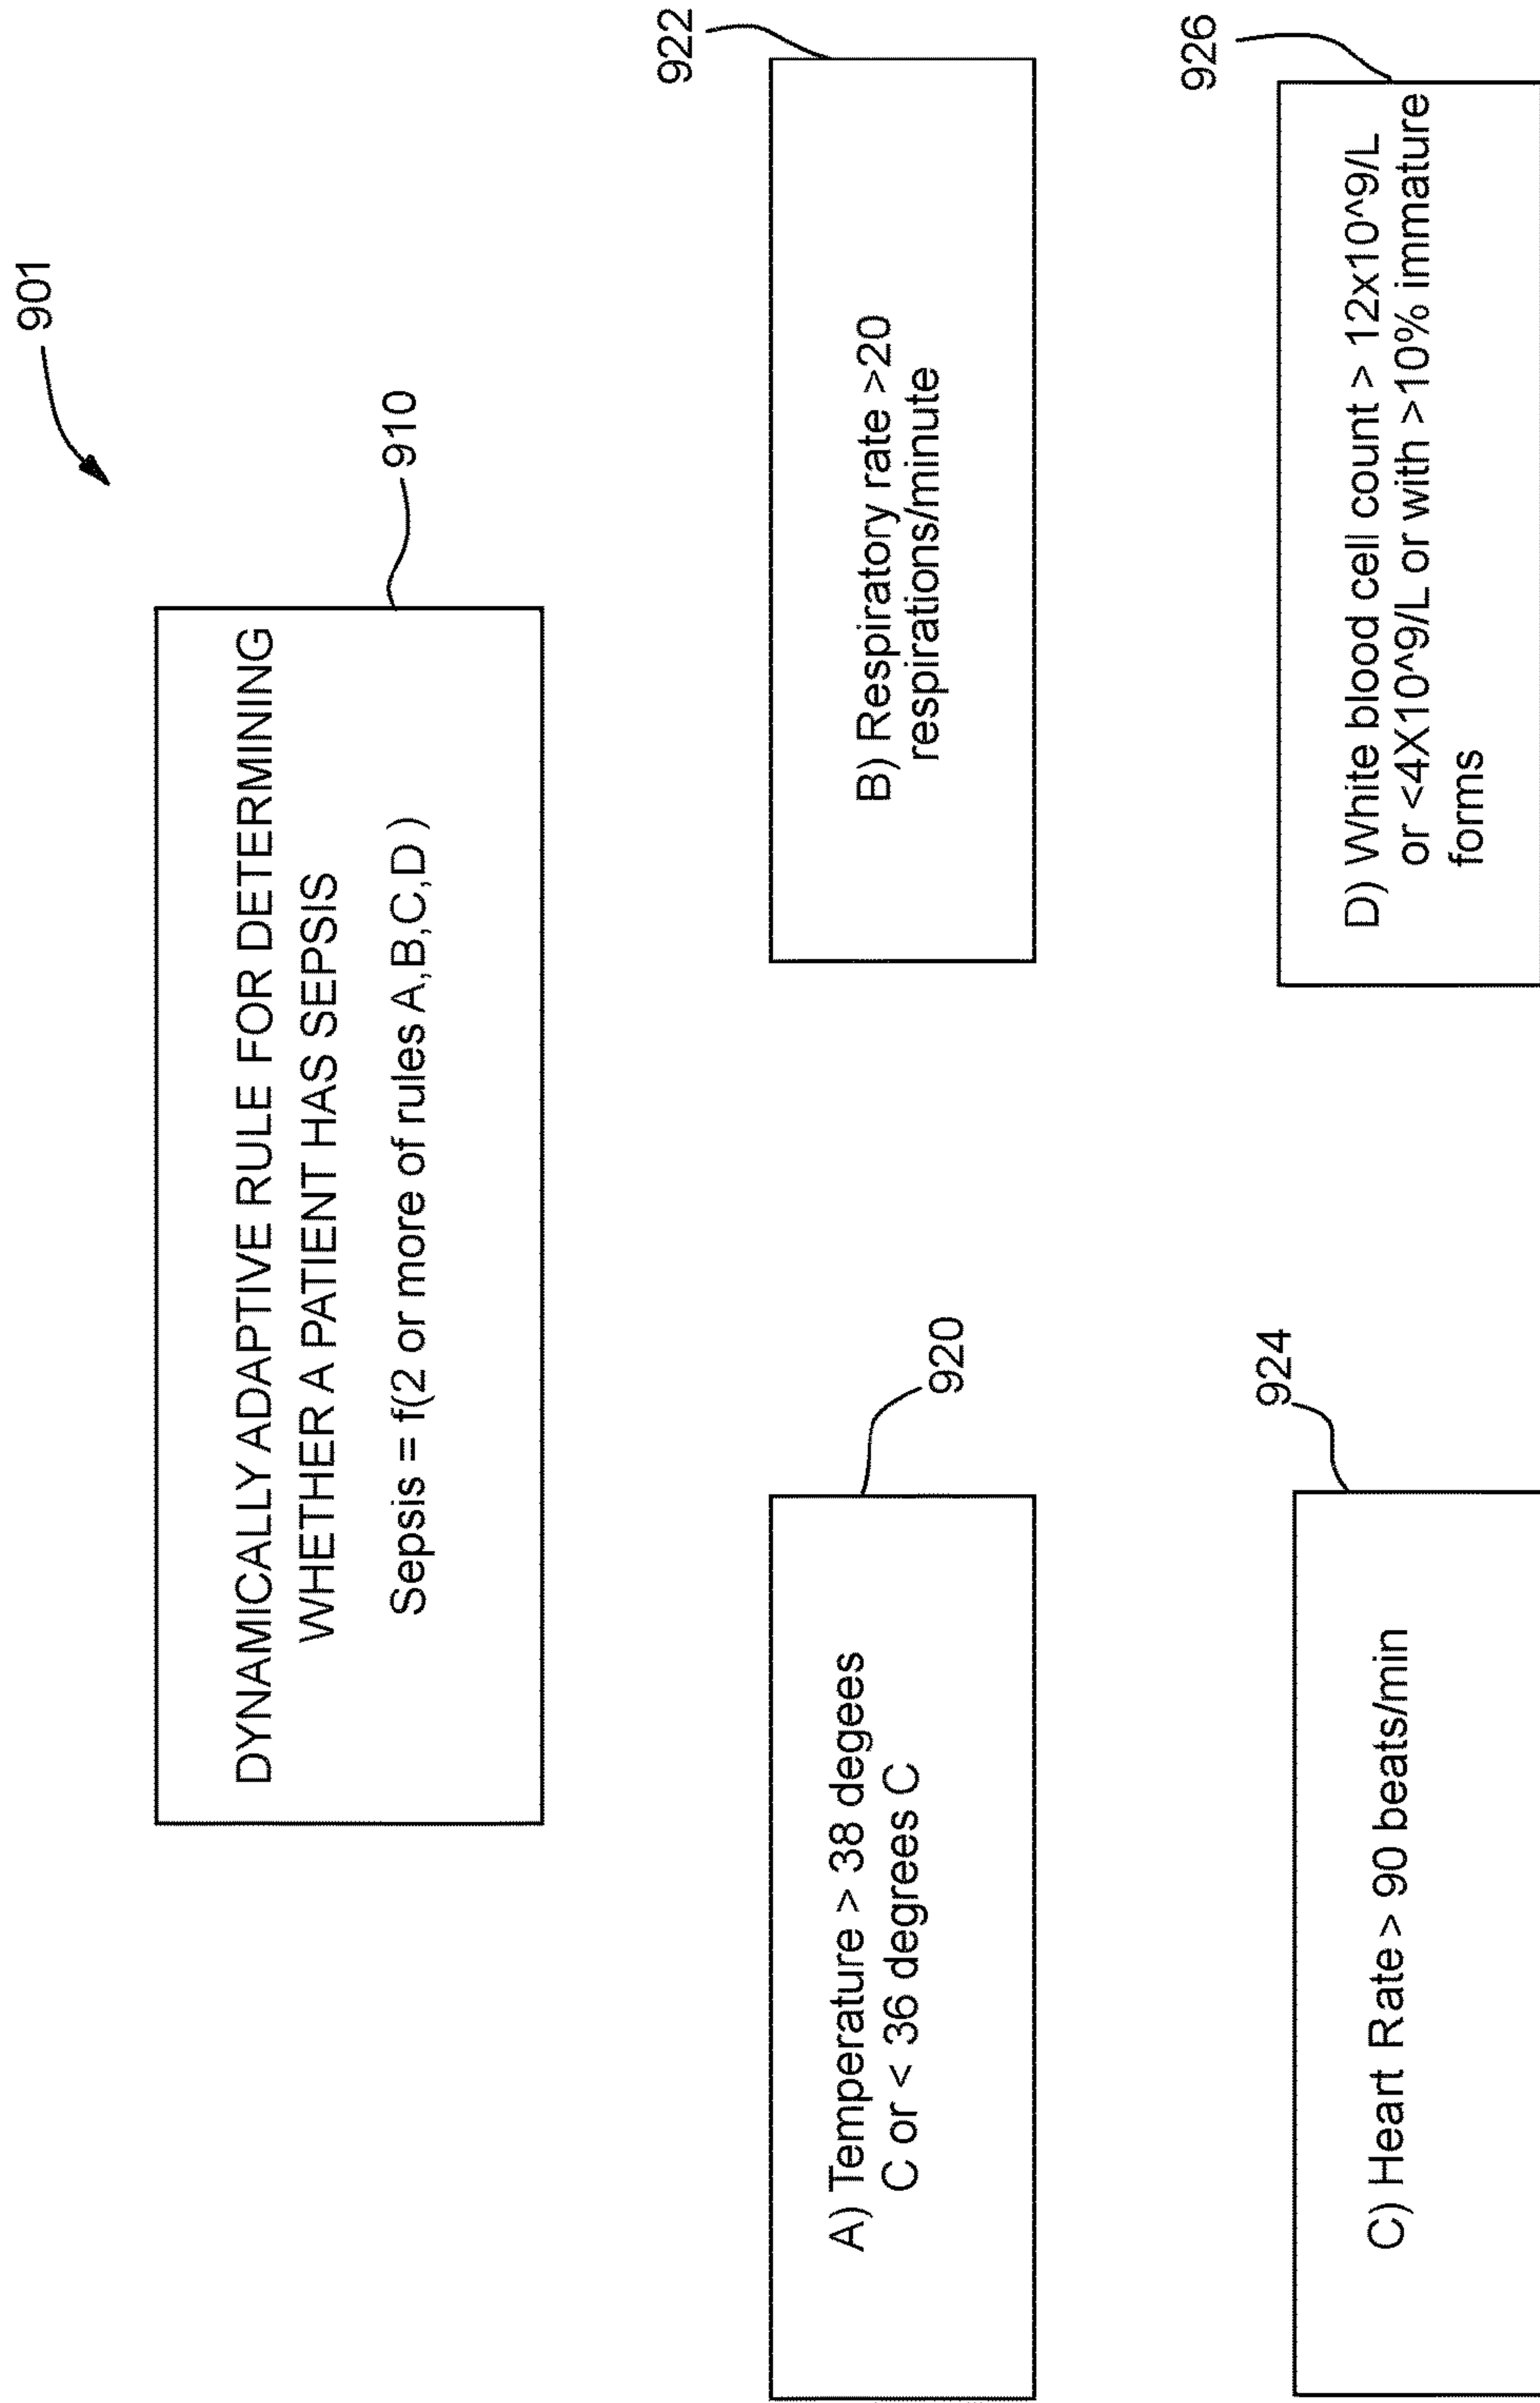 901
DYNAMICALLY ADAPTIVE RULE FOR DETERMINING
WHETHER A PATIENT HAS SEPSIS
Sepsis = f(2 or more of rules A,B,C,D )
910
A) Temperature > 38 degees
C or < 36 degrees C
920
B) Respiratory rate >20
respirations/minute
922
C) Heart Rate > 90 beats/min
924
D) White blood cell count > 12x10^9/L
or <4X10^9/L or with >10% immature
forms
926